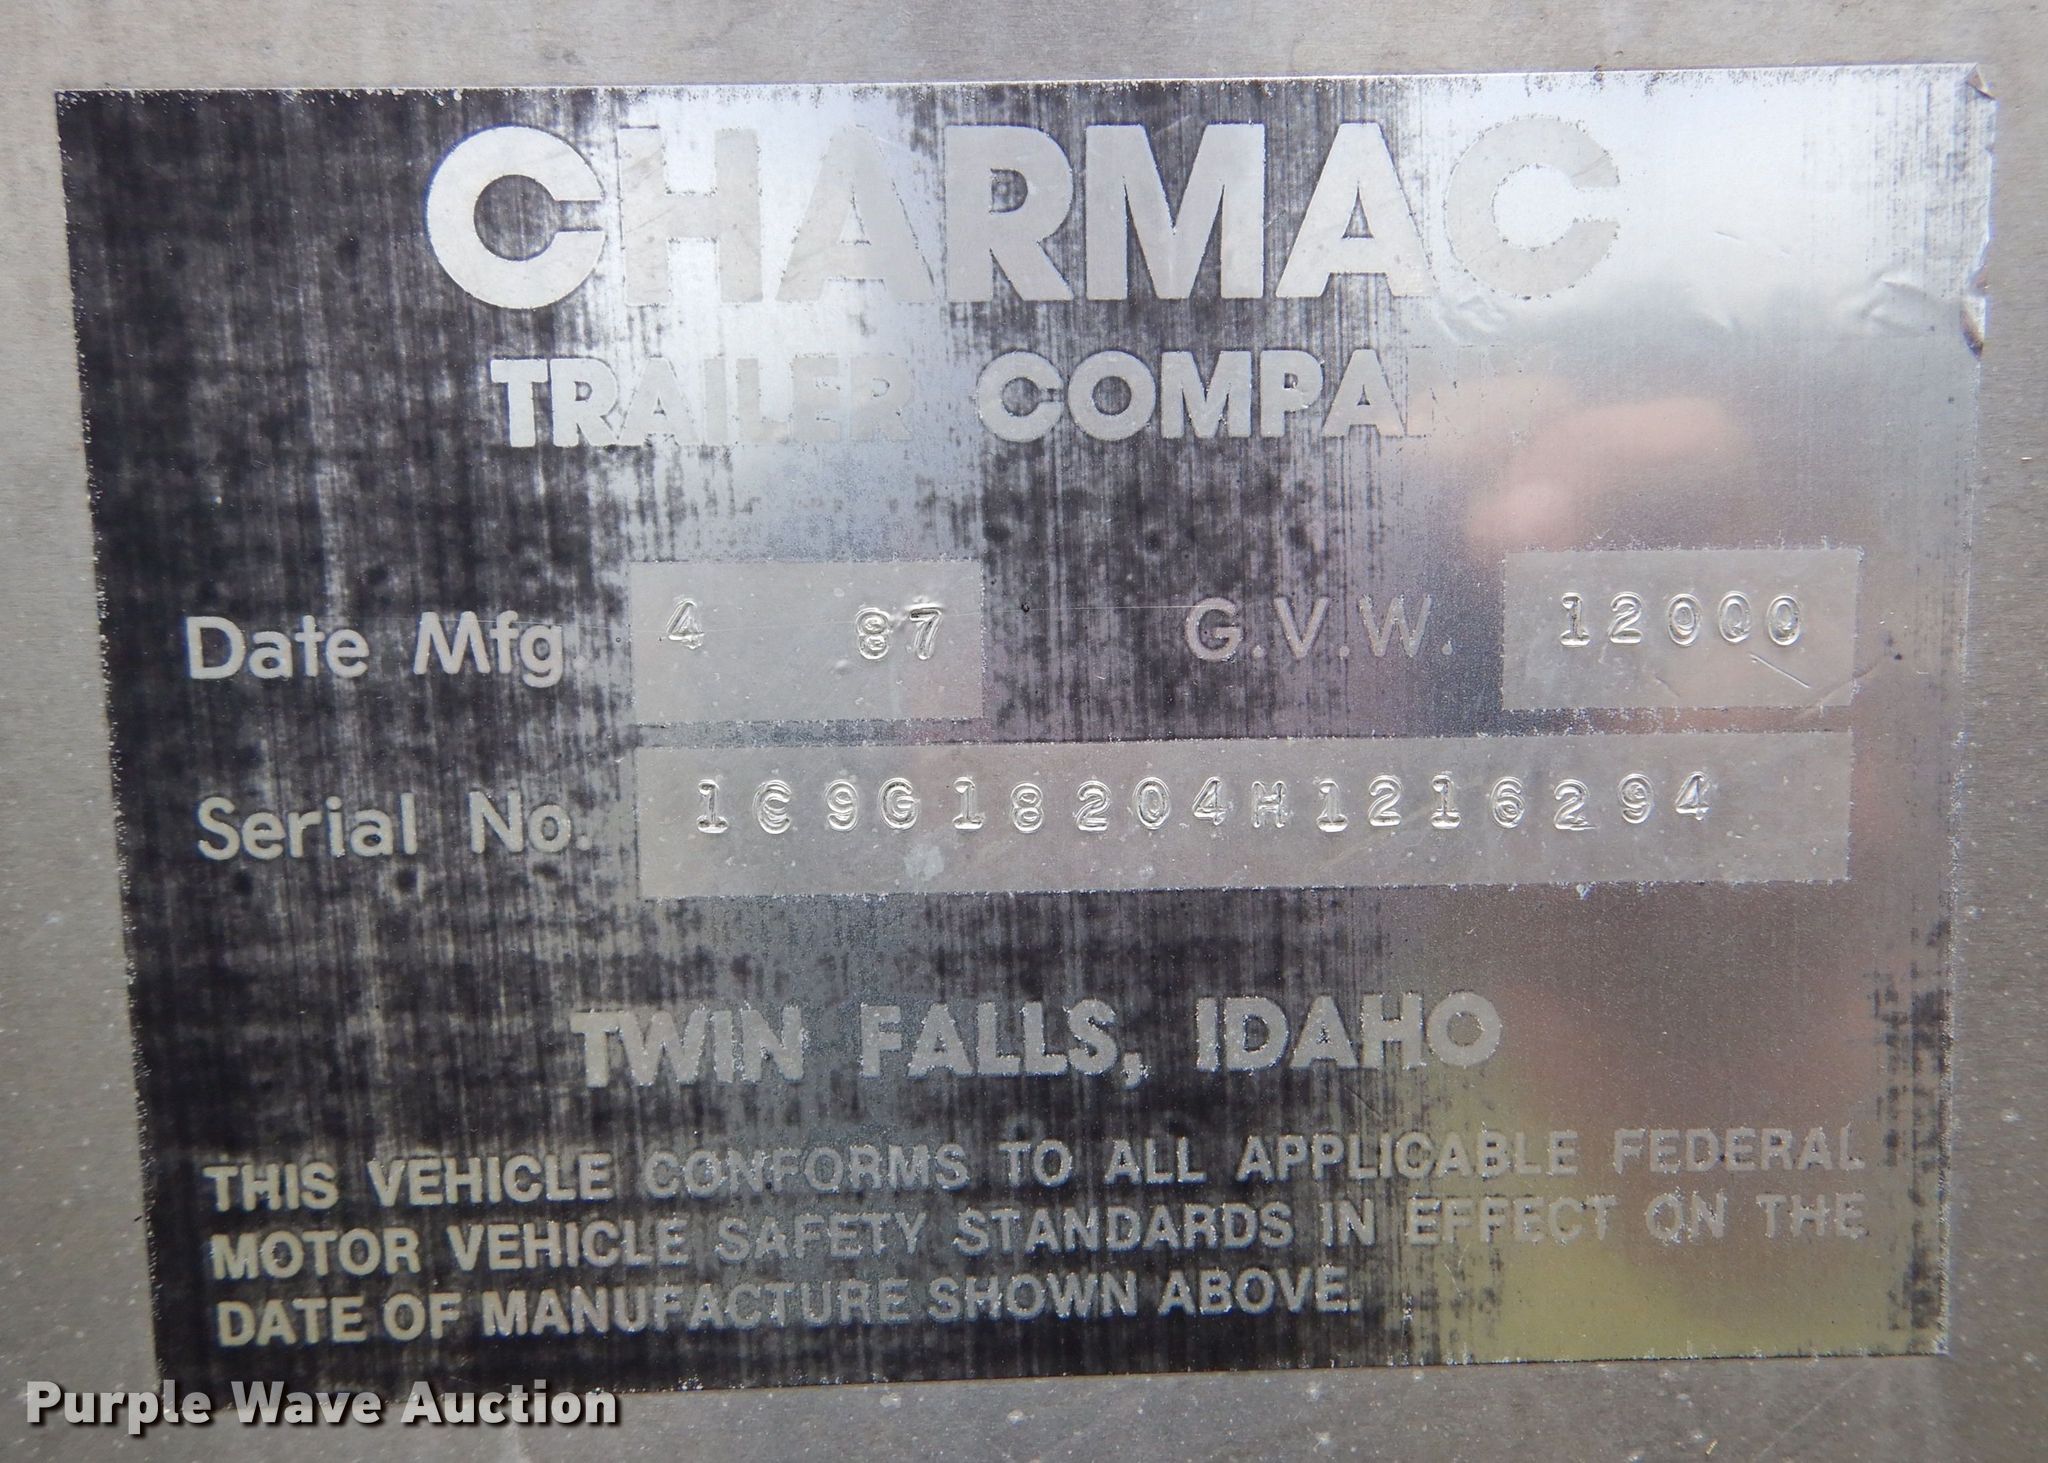 CHARMAC
TRAILER COMPANY
Date Mfg. 4 87 G.V.W. 12000
Serial No. 1C9G18204H1216294
TWIN FALLS, IDAHO
THIS VEHICLE CONFORMS TO ALL APPLICABLE FEDERAL
MOTOR VEHICLE SAFETY STANDARDS IN EFFECT ON THE
DATE OF MANUFACTURE SHOWN ABOVE.
Purple Wave Auction